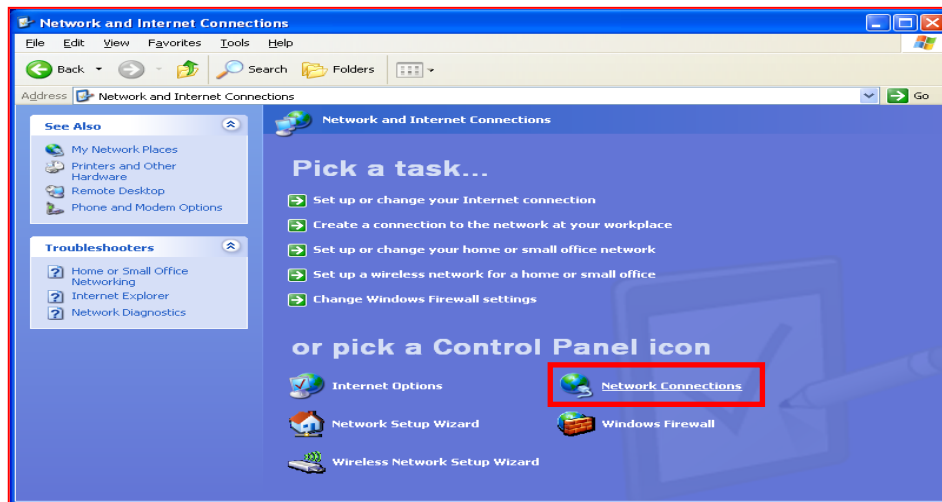 Network and Internet Connections
File Edit View Favorites Tools Help
Back Search Folders
Address Network and Internet Connections Go
See Also
My Network Places
Printers and Other
Hardware
Remote Desktop
Phone and Modem Options
Troubleshooters
Home or Small Office
Networking
Internet Explorer
Network Diagnostics
Network and Internet Connections
Pick a task...
Set up or change your Internet connection
Create a connection to the network at your workplace
Set up or change your home or small office network
Set up a wireless network for a home or small office
Change Windows Firewall settings
or pick a Control Panel icon
Internet Options Network Connections
Network Setup Wizard Windows Firewall
Wireless Network Setup Wizard